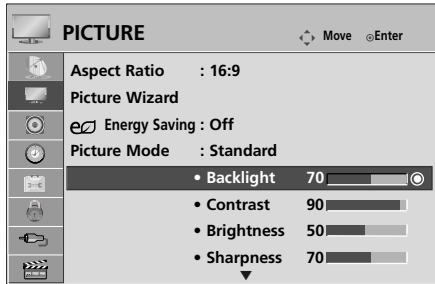 PICTURE Move Enter
Aspect Ratio : 16:9
Picture Wizard
Energy Saving : Off
Picture Mode : Standard
• Backlight 70
• Contrast 90
• Brightness 50
• Sharpness 70